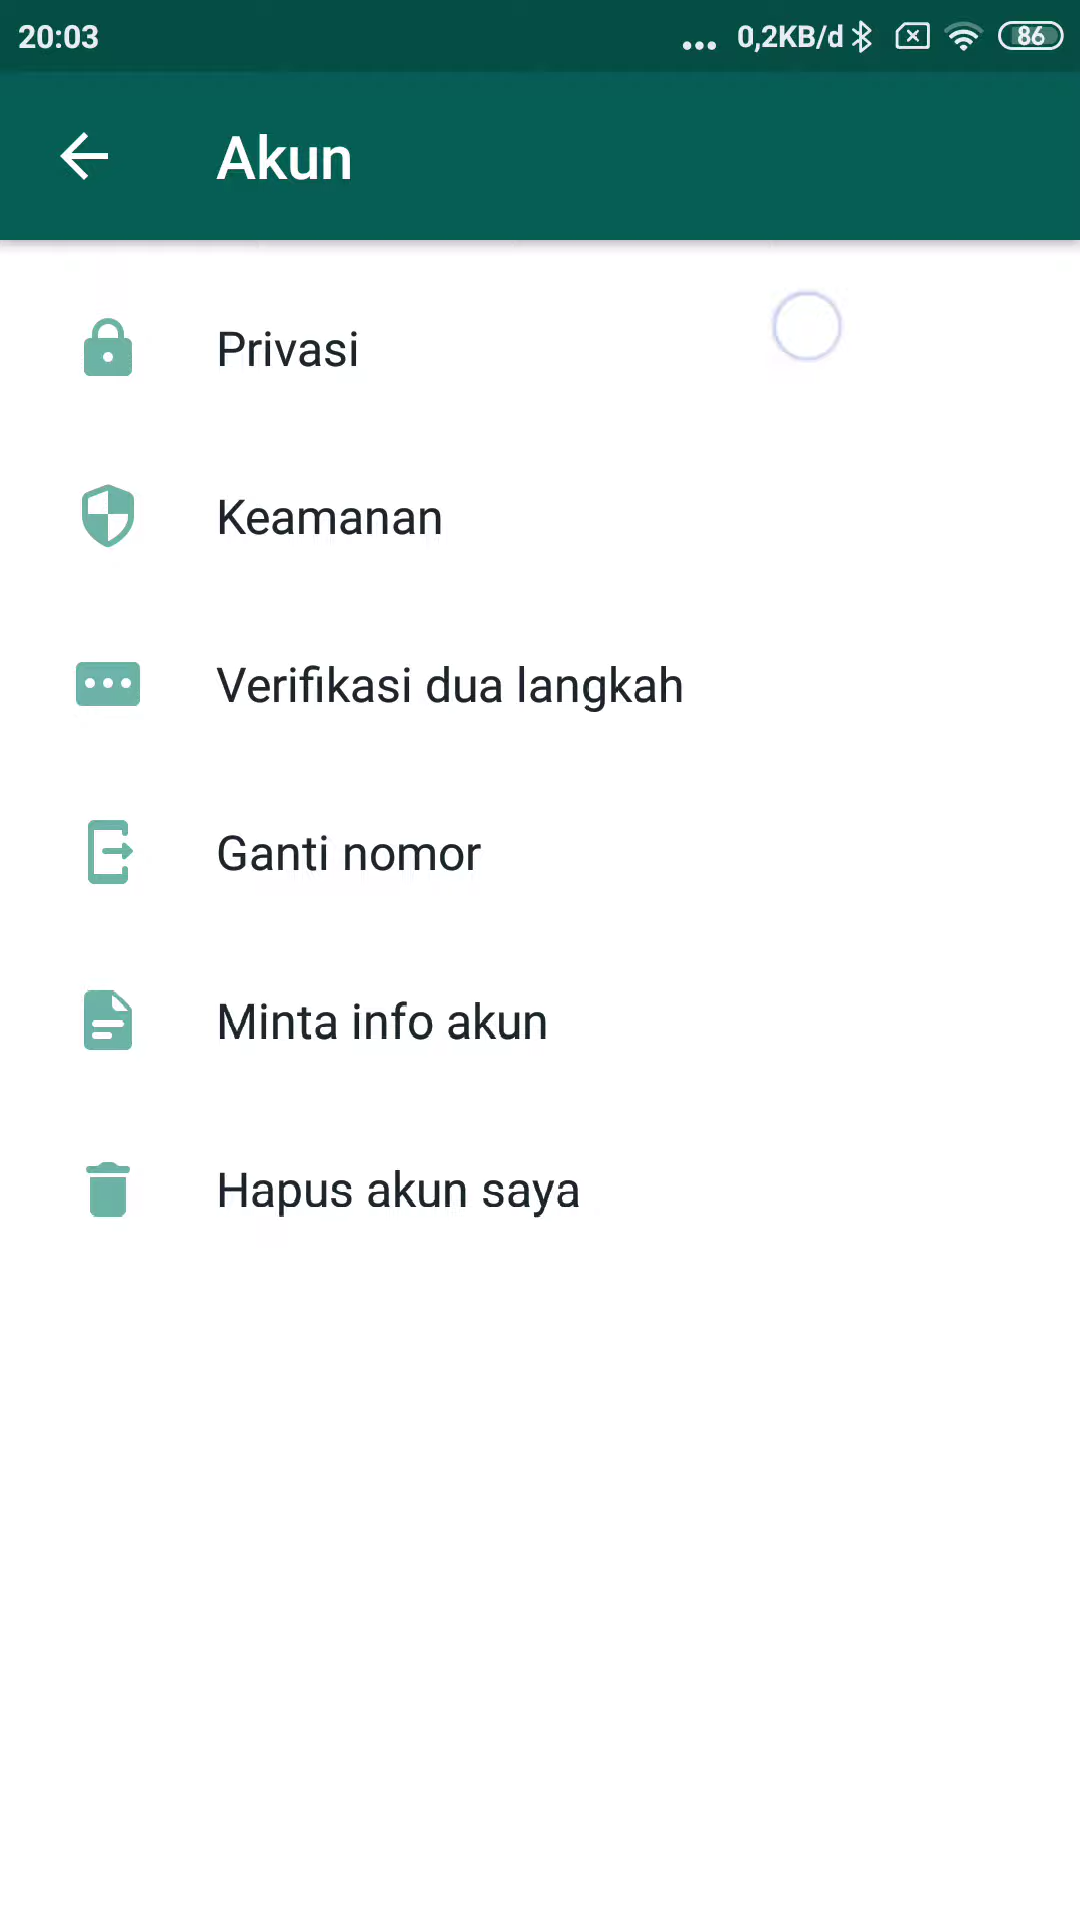 20:03 ... 0,2KB/d 86
Akun
Privasi
Keamanan
Verifikasi dua langkah
Ganti nomor
Minta info akun
Hapus akun saya